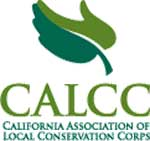 CALCC
CALIFORNIA ASSOCIATION OF
LOCAL CONSERVATION CORPS